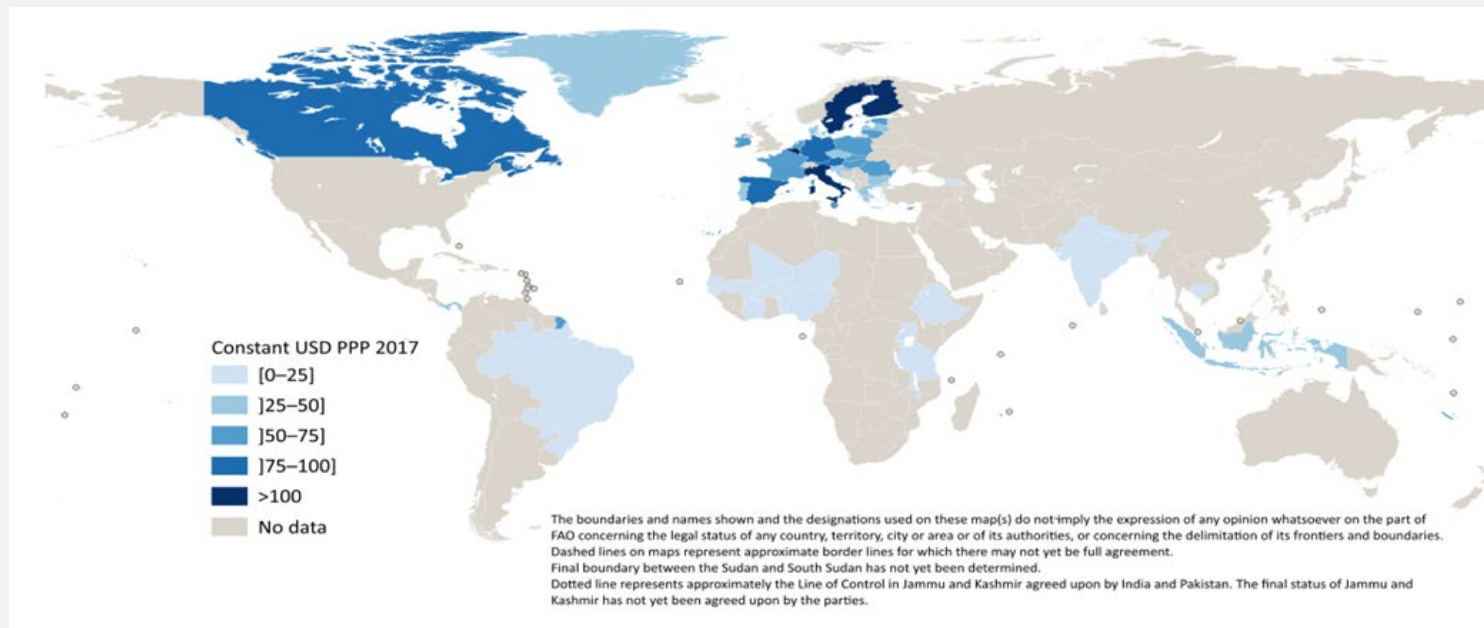 Constant USD PPP 2017
[0–25]
]25–50]
]50–75]
]75–100]
>100
No data
The boundaries and names shown and the designations used on these map(s) do not imply the expression of any opinion whatsoever on the part of
FAO concerning the legal status of any country, territory, city or area or of its authorities, or concerning the delimitation of its frontiers and boundaries.
Dashed lines on maps represent approximate border lines for which there may not yet be full agreement.
Final boundary between the Sudan and South Sudan has not yet been determined.
Dotted line represents approximately the Line of Control in Jammu and Kashmir agreed upon by India and Pakistan. The final status of Jammu and
Kashmir has not yet been agreed upon by the parties.